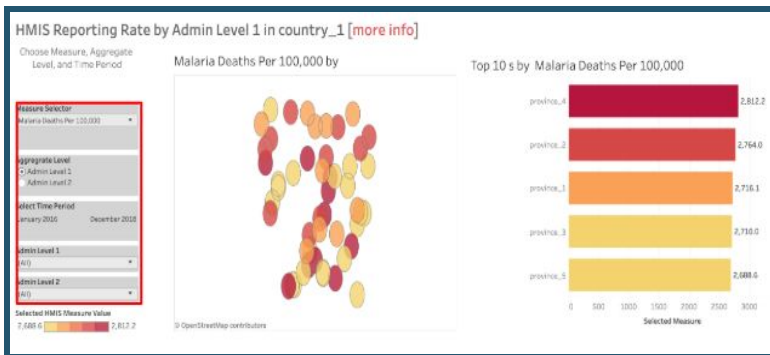 HMIS Reporting Rate by Admin Level 1 in country_1 [more info]
Choose Measure, Aggregate
Level, and Time Period
Measure Selector
Malaria Deaths Per 100,000
Aggregrate Level
Admin Level 1
Admin Level 2
Select Time Period
January 2016 December 2018
Admin Level 1
(All)
Admin Level 2
(All)
Selected HMIS Measure Value
2,688.6 2,812.2
Malaria Deaths Per 100,000 by
© OpenStreetMap contributors
Top 10 s by Malaria Deaths Per 100,000
province_4 2,812.2
province_2 2,764.0
province_1 2,716.1
province_3 2,710.0
province_5 2,688.6
0 500 1000 1500 2000 2500 3000
Selected Measure